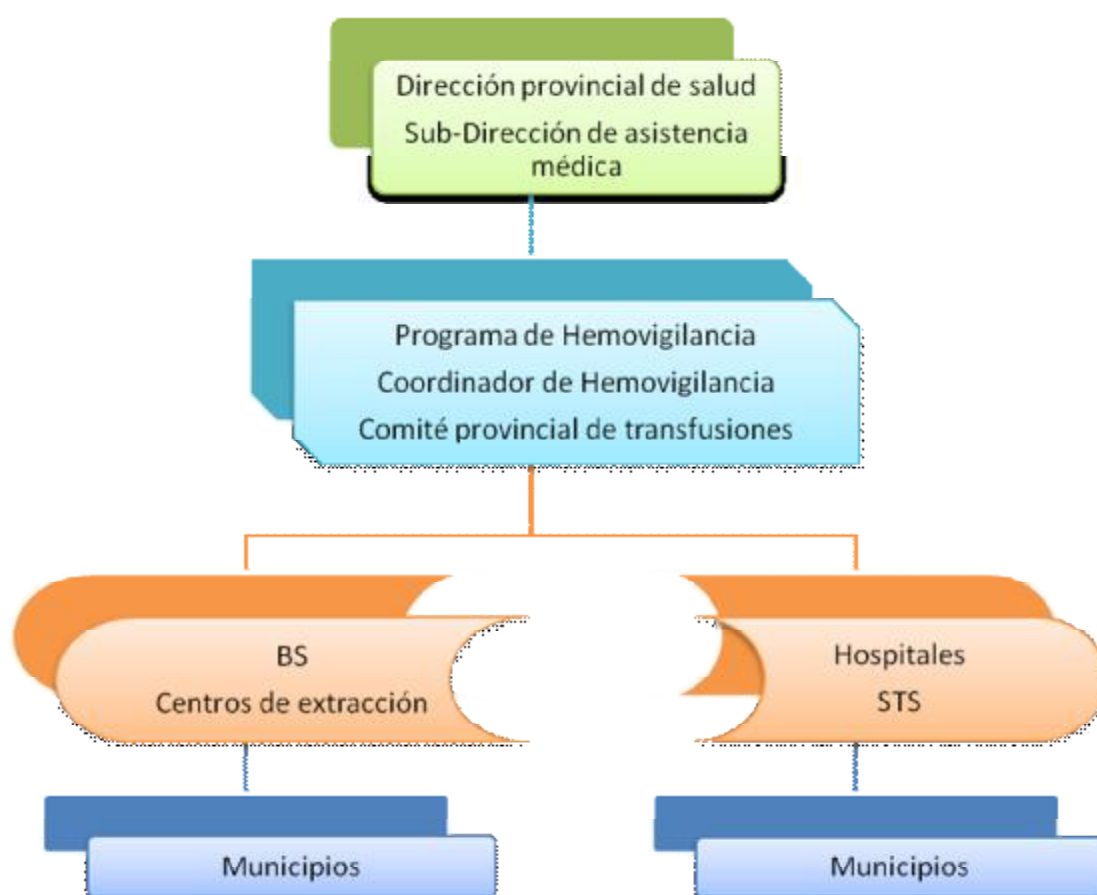 Dirección provincial de salud
Sub-Dirección de asistencia
médica
Programa de Hemovigilancia
Coordinador de Hemovigilancia
Comité provincial de transfusiones
BS
Centros de extracción
Hospitales
STS
Municipios
Municipios